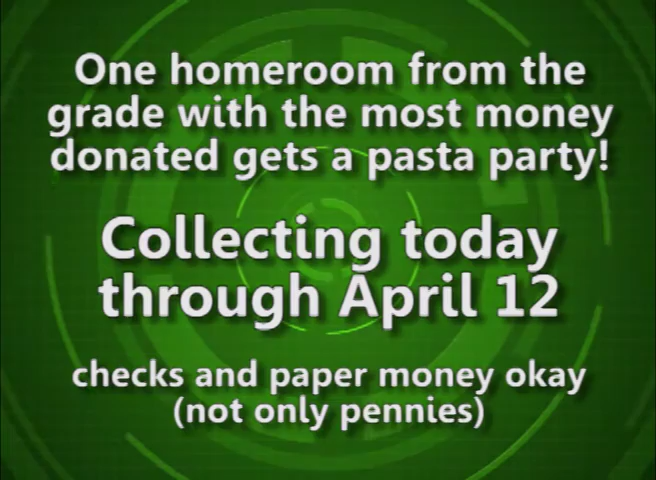 One homeroom from the
grade with the most money
donated gets a pasta party!
Collecting today
through April 12
checks and paper money okay
(not only pennies)